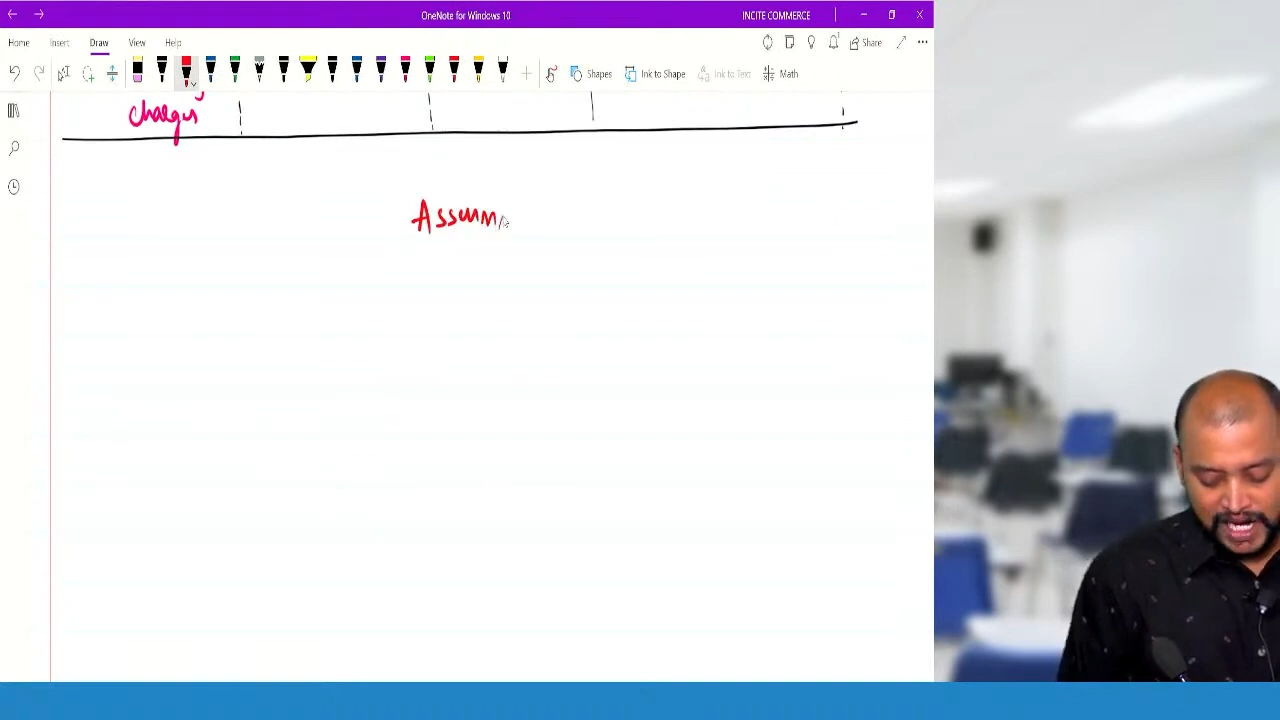 OneNote for Windows 10
INCITE COMMERCE
Home Insert Draw View Help
Share
Shapes Ink to Shape Ink to Text Math
charges
Assum